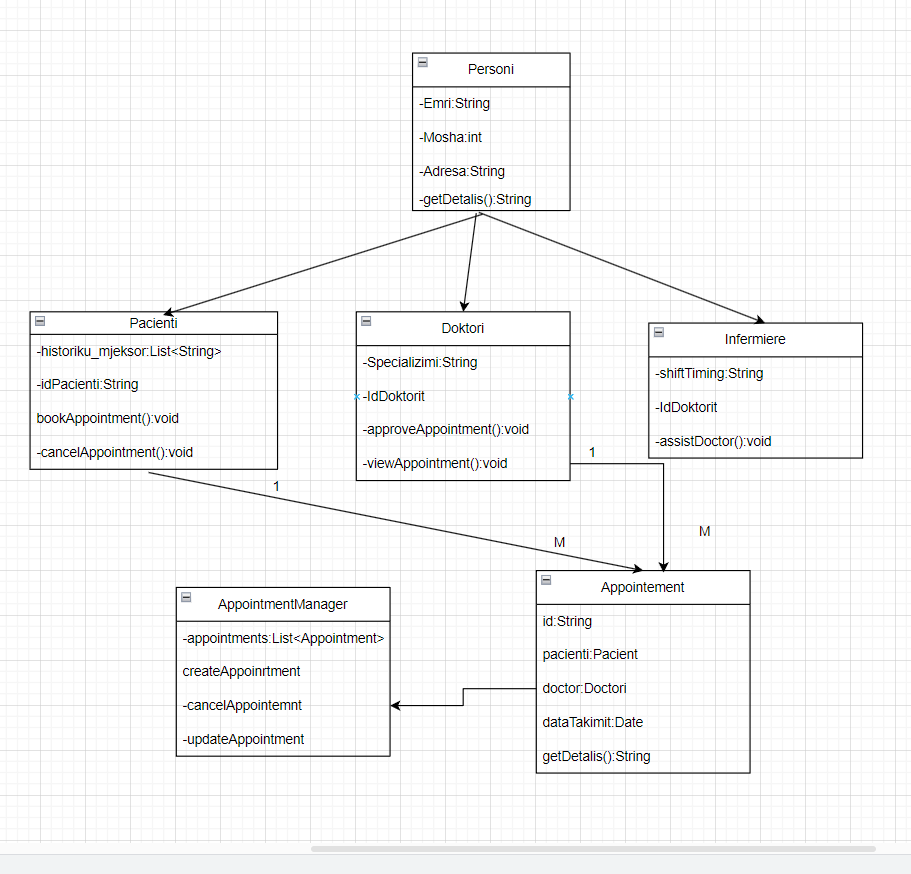 Personi
-Emri:String
-Mosha:int
-Adresa:String
-getDetalis():String
Pacienti
-historiku_mjeksor:List<String>
-idPacienti:String
bookAppointment():void
-cancelAppointment():void
Doktori
-Specializimi:String
-IdDoktorit
-approveAppointment():void
-viewAppointment():void
Infermiere
-shiftTiming:String
-IdDoktorit
-assistDoctor():void
1
1
M
M
AppointmentManager
-appointments:List<Appointment>
createAppoinrtment
-cancelAppointemnt
-updateAppointment
Appointement
id:String
pacienti:Pacient
doctor:Doctori
dataTakimit:Date
getDetalis():String